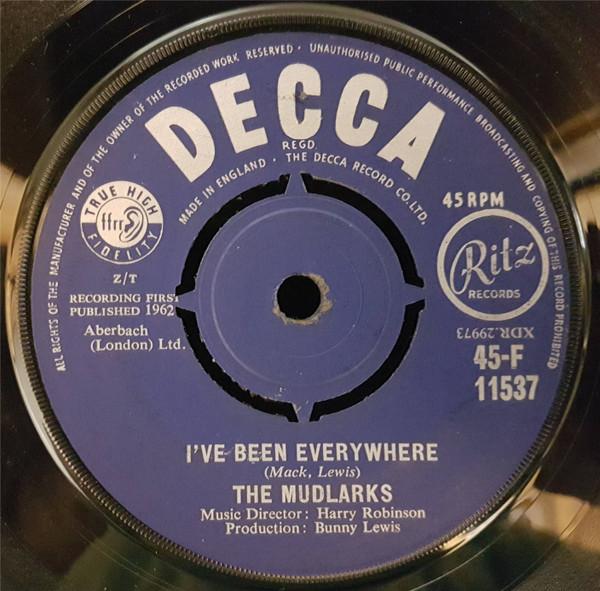 ALL RIGHTS OF THE MANUFACTURER AND OF THE OWNER OF THE RECORDED WORK RESERVED · UNAUTHORISED PUBLIC PERFORMANCE BROADCASTING AND COPYING OF THIS RECORD PROHIBITED
DECCA
REGD.
MADE IN ENGLAND · THE DECCA RECORD CO. LTD.
TRUE HIGH
ffrr
FIDELITY
45 RPM
Ritz
RECORDS
Z/T
RECORDING FIRST
PUBLISHED 1962
Aberbach
(London) Ltd.
XDR.29973
45-F
11537
I'VE BEEN EVERYWHERE
(Mack, Lewis)
THE MUDLARKS
Music Director: Harry Robinson
Production: Bunny Lewis